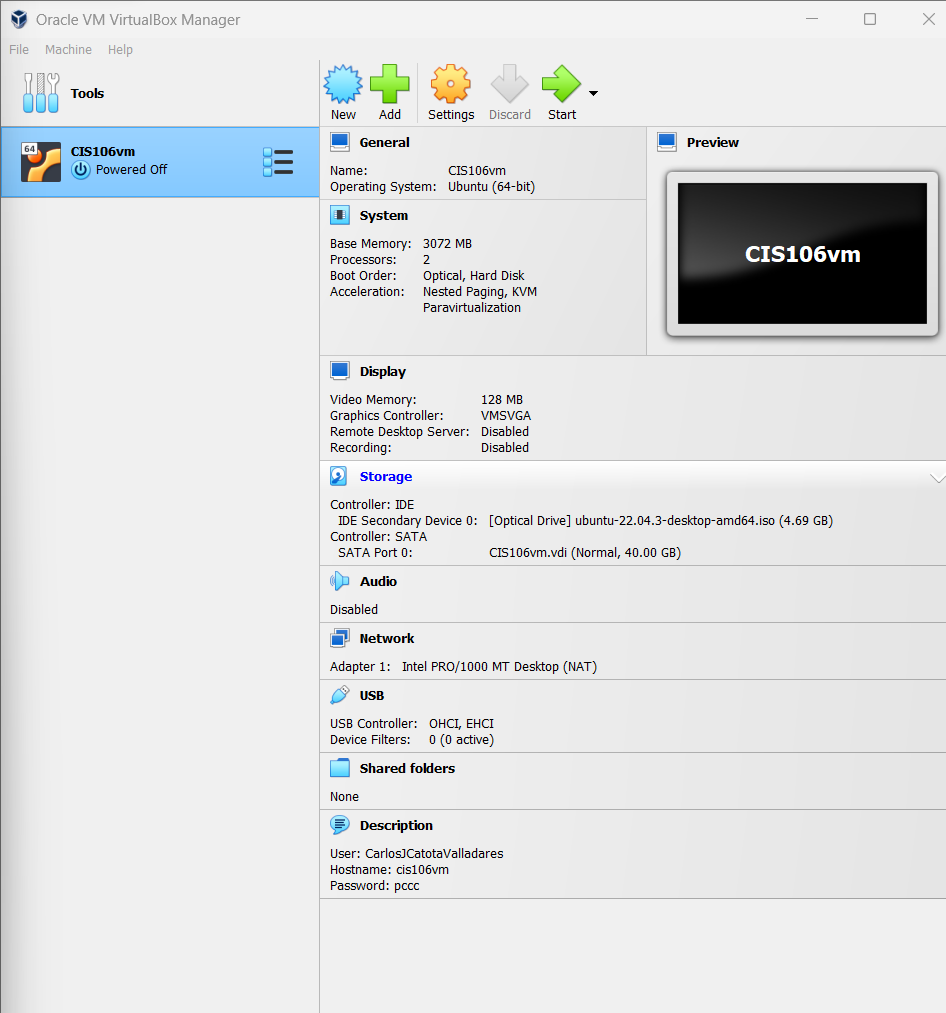 Oracle VM VirtualBox Manager
File Machine Help
Tools
New Add Settings Discard Start
64
CIS106vm
Powered Off
General
Name: CIS106vm
Operating System: Ubuntu (64-bit)
Preview
CIS106vm
System
Base Memory: 3072 MB
Processors: 2
Boot Order: Optical, Hard Disk
Acceleration: Nested Paging, KVM
Paravirtualization
Display
Video Memory: 128 MB
Graphics Controller: VMSVGA
Remote Desktop Server: Disabled
Recording: Disabled
Storage
Controller: IDE
IDE Secondary Device 0: [Optical Drive] ubuntu-22.04.3-desktop-amd64.iso (4.69 GB)
Controller: SATA
SATA Port 0: CIS106vm.vdi (Normal, 40.00 GB)
Audio
Disabled
Network
Adapter 1: Intel PRO/1000 MT Desktop (NAT)
USB
USB Controller: OHCI, EHCI
Device Filters: 0 (0 active)
Shared folders
None
Description
User: CarlosJCatotaValladares
Hostname: cis106vm
Password: pccc